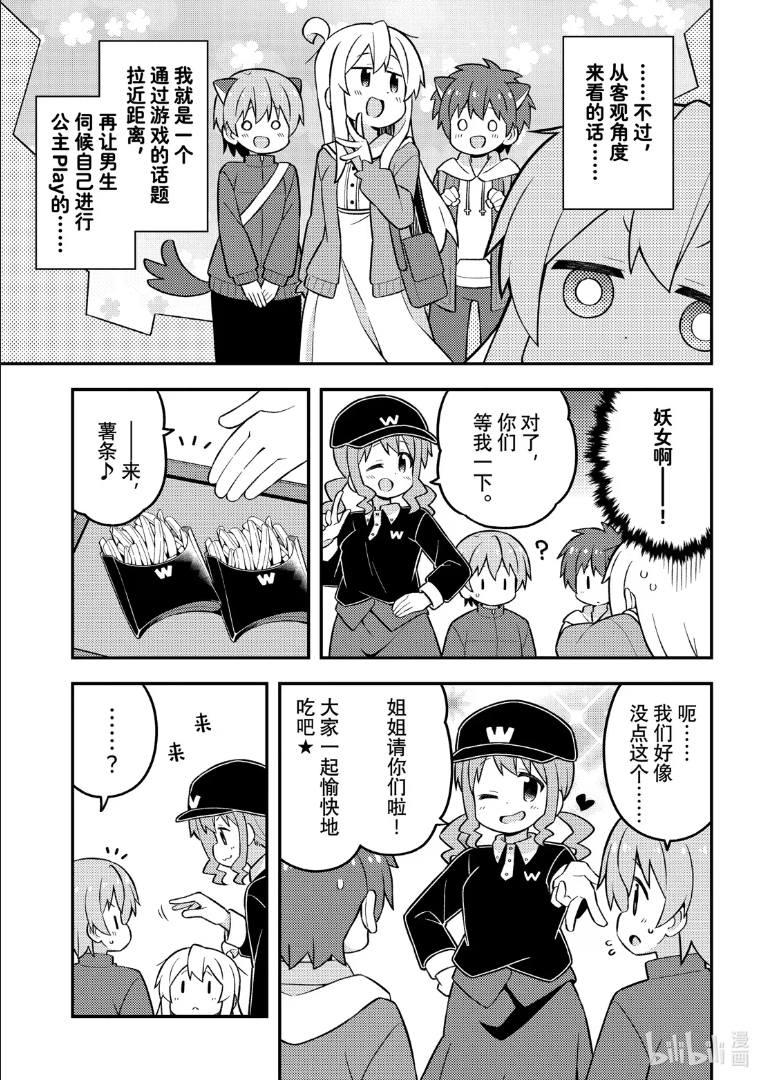 ……不过，
从客观角度
来看的话……
我就是一个
通过游戏的话题
拉近距离，
再让男生
伺候自己进行
公主Play的……
妖女啊——！
对了，
你们
等我一下。
?
W
W
——来，
薯条♪
W
W
呃……
我们好像
没点这个……
姐姐请你们啦！
大家一起愉快地
吃吧★
W
W
来
来
……？
W
bilibili
漫画